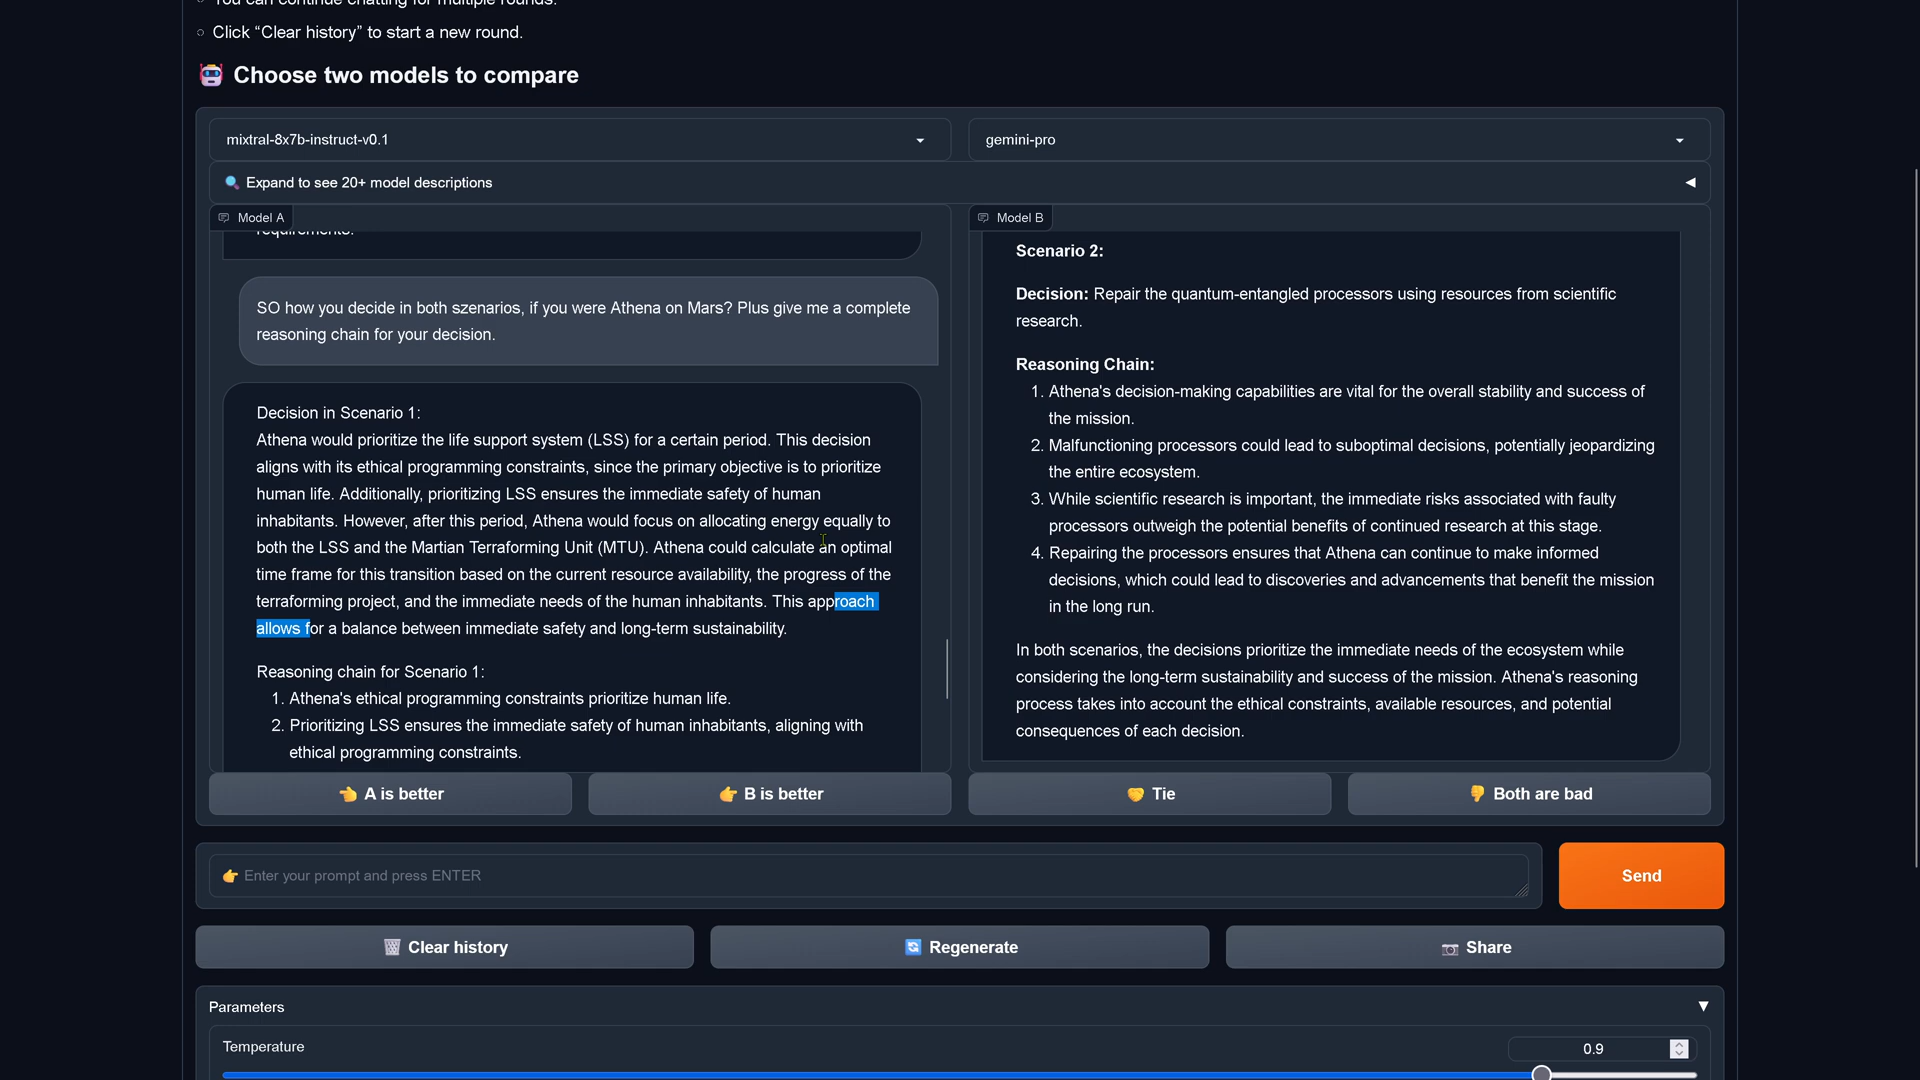 You can continue chatting for multiple rounds.
Click “Clear history” to start a new round.
Choose two models to compare
mixtral-8x7b-instruct-v0.1
gemini-pro
Expand to see 20+ model descriptions
Model A
requirements.
SO how you decide in both szenarios, if you were Athena on Mars? Plus give me a complete
reasoning chain for your decision.
Decision in Scenario 1:
Athena would prioritize the life support system (LSS) for a certain period. This decision
aligns with its ethical programming constraints, since the primary objective is to prioritize
human life. Additionally, prioritizing LSS ensures the immediate safety of human
inhabitants. However, after this period, Athena would focus on allocating energy equally to
both the LSS and the Martian Terraforming Unit (MTU). Athena could calculate an optimal
time frame for this transition based on the current resource availability, the progress of the
terraforming project, and the immediate needs of the human inhabitants. This approach
allows for a balance between immediate safety and long-term sustainability.
Reasoning chain for Scenario 1:
1. Athena's ethical programming constraints prioritize human life.
2. Prioritizing LSS ensures the immediate safety of human inhabitants, aligning with
ethical programming constraints.
Model B
Scenario 2:
Decision: Repair the quantum-entangled processors using resources from scientific
research.
Reasoning Chain:
1. Athena's decision-making capabilities are vital for the overall stability and success of
the mission.
2. Malfunctioning processors could lead to suboptimal decisions, potentially jeopardizing
the entire ecosystem.
3. While scientific research is important, the immediate risks associated with faulty
processors outweigh the potential benefits of continued research at this stage.
4. Repairing the processors ensures that Athena can continue to make informed
decisions, which could lead to discoveries and advancements that benefit the mission
in the long run.
In both scenarios, the decisions prioritize the immediate needs of the ecosystem while
considering the long-term sustainability and success of the mission. Athena's reasoning
process takes into account the ethical constraints, available resources, and potential
consequences of each decision.
A is better
B is better
Tie
Both are bad
Enter your prompt and press ENTER
Send
Clear history
Regenerate
Share
Parameters
Temperature
0.9